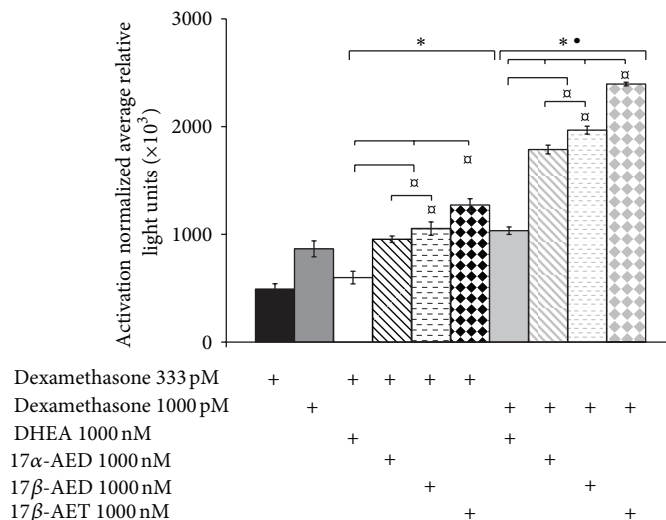 3000
* •
*
¤
2500
¤
¤
2000
¤
¤
¤
1000
0
Activation normalized average relative
light units (×10³)
Dexamethasone 333 pM + + + + +
Dexamethasone 1000 pM + + + + +
DHEA 1000 nM + +
17α-AED 1000 nM + +
17β-AED 1000 nM + +
17β-AET 1000 nM + +